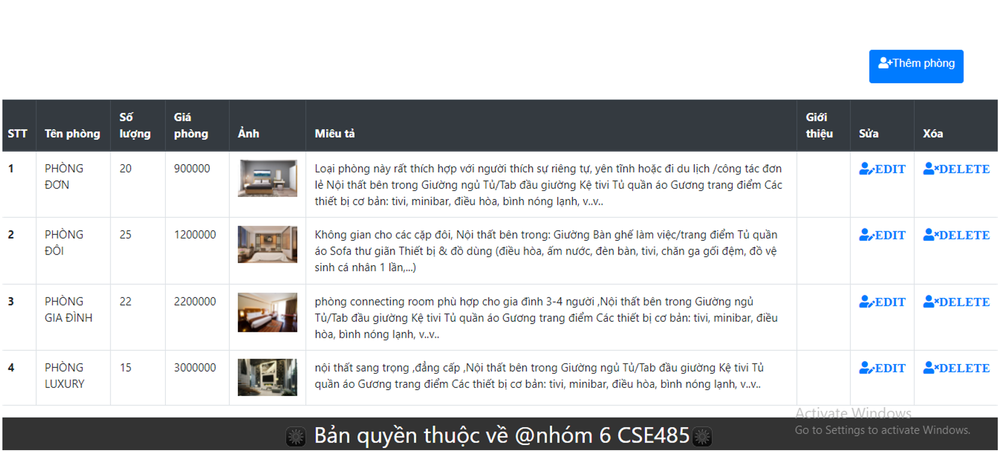 Thêm phòng
STT Tên phòng Số lượng Giá phòng Ảnh Miêu tả Giới thiệu Sửa Xóa
1 PHÒNG ĐƠN 20 900000
Loại phòng này rất thích hợp với người thích sự riêng tự, yên tĩnh hoặc đi du lịch /công tác đơn
lẻ Nội thất bên trong Giường ngủ Tủ/Tab đầu giường Kệ tivi Tủ quần áo Gương trang điểm Các
thiết bị cơ bản: tivi, minibar, điều hòa, bình nóng lạnh, v..v..
EDIT DELETE
2 PHÒNG ĐÔI 25 1200000
Không gian cho các cặp đôi, Nội thất bên trong: Giường Bàn ghế làm việc/trang điểm Tủ quần
áo Sofa thư giãn Thiết bị & đồ dùng (điều hòa, ấm nước, đèn bàn, tivi, chăn ga gối đệm, đồ vệ
sinh cá nhân 1 lần,...)
EDIT DELETE
3 PHÒNG GIA ĐÌNH 22 2200000
phòng connecting room phù hợp cho gia đình 3-4 người ,Nội thất bên trong Giường ngủ
Tủ/Tab đầu giường Kệ tivi Tủ quần áo Gương trang điểm Các thiết bị cơ bản: tivi, minibar, điều
hòa, bình nóng lạnh, v..v..
EDIT DELETE
4 PHÒNG LUXURY 15 3000000
nội thất sang trọng ,đẳng cấp ,Nội thất bên trong Giường ngủ Tủ/Tab đầu giường Kệ tivi Tủ
quần áo Gương trang điểm Các thiết bị cơ bản: tivi, minibar, điều hòa, bình nóng lạnh, v..v..
EDIT DELETE
Activate Windows
Go to Settings to activate Windows.
Bản quyền thuộc về @nhóm 6 CSE485